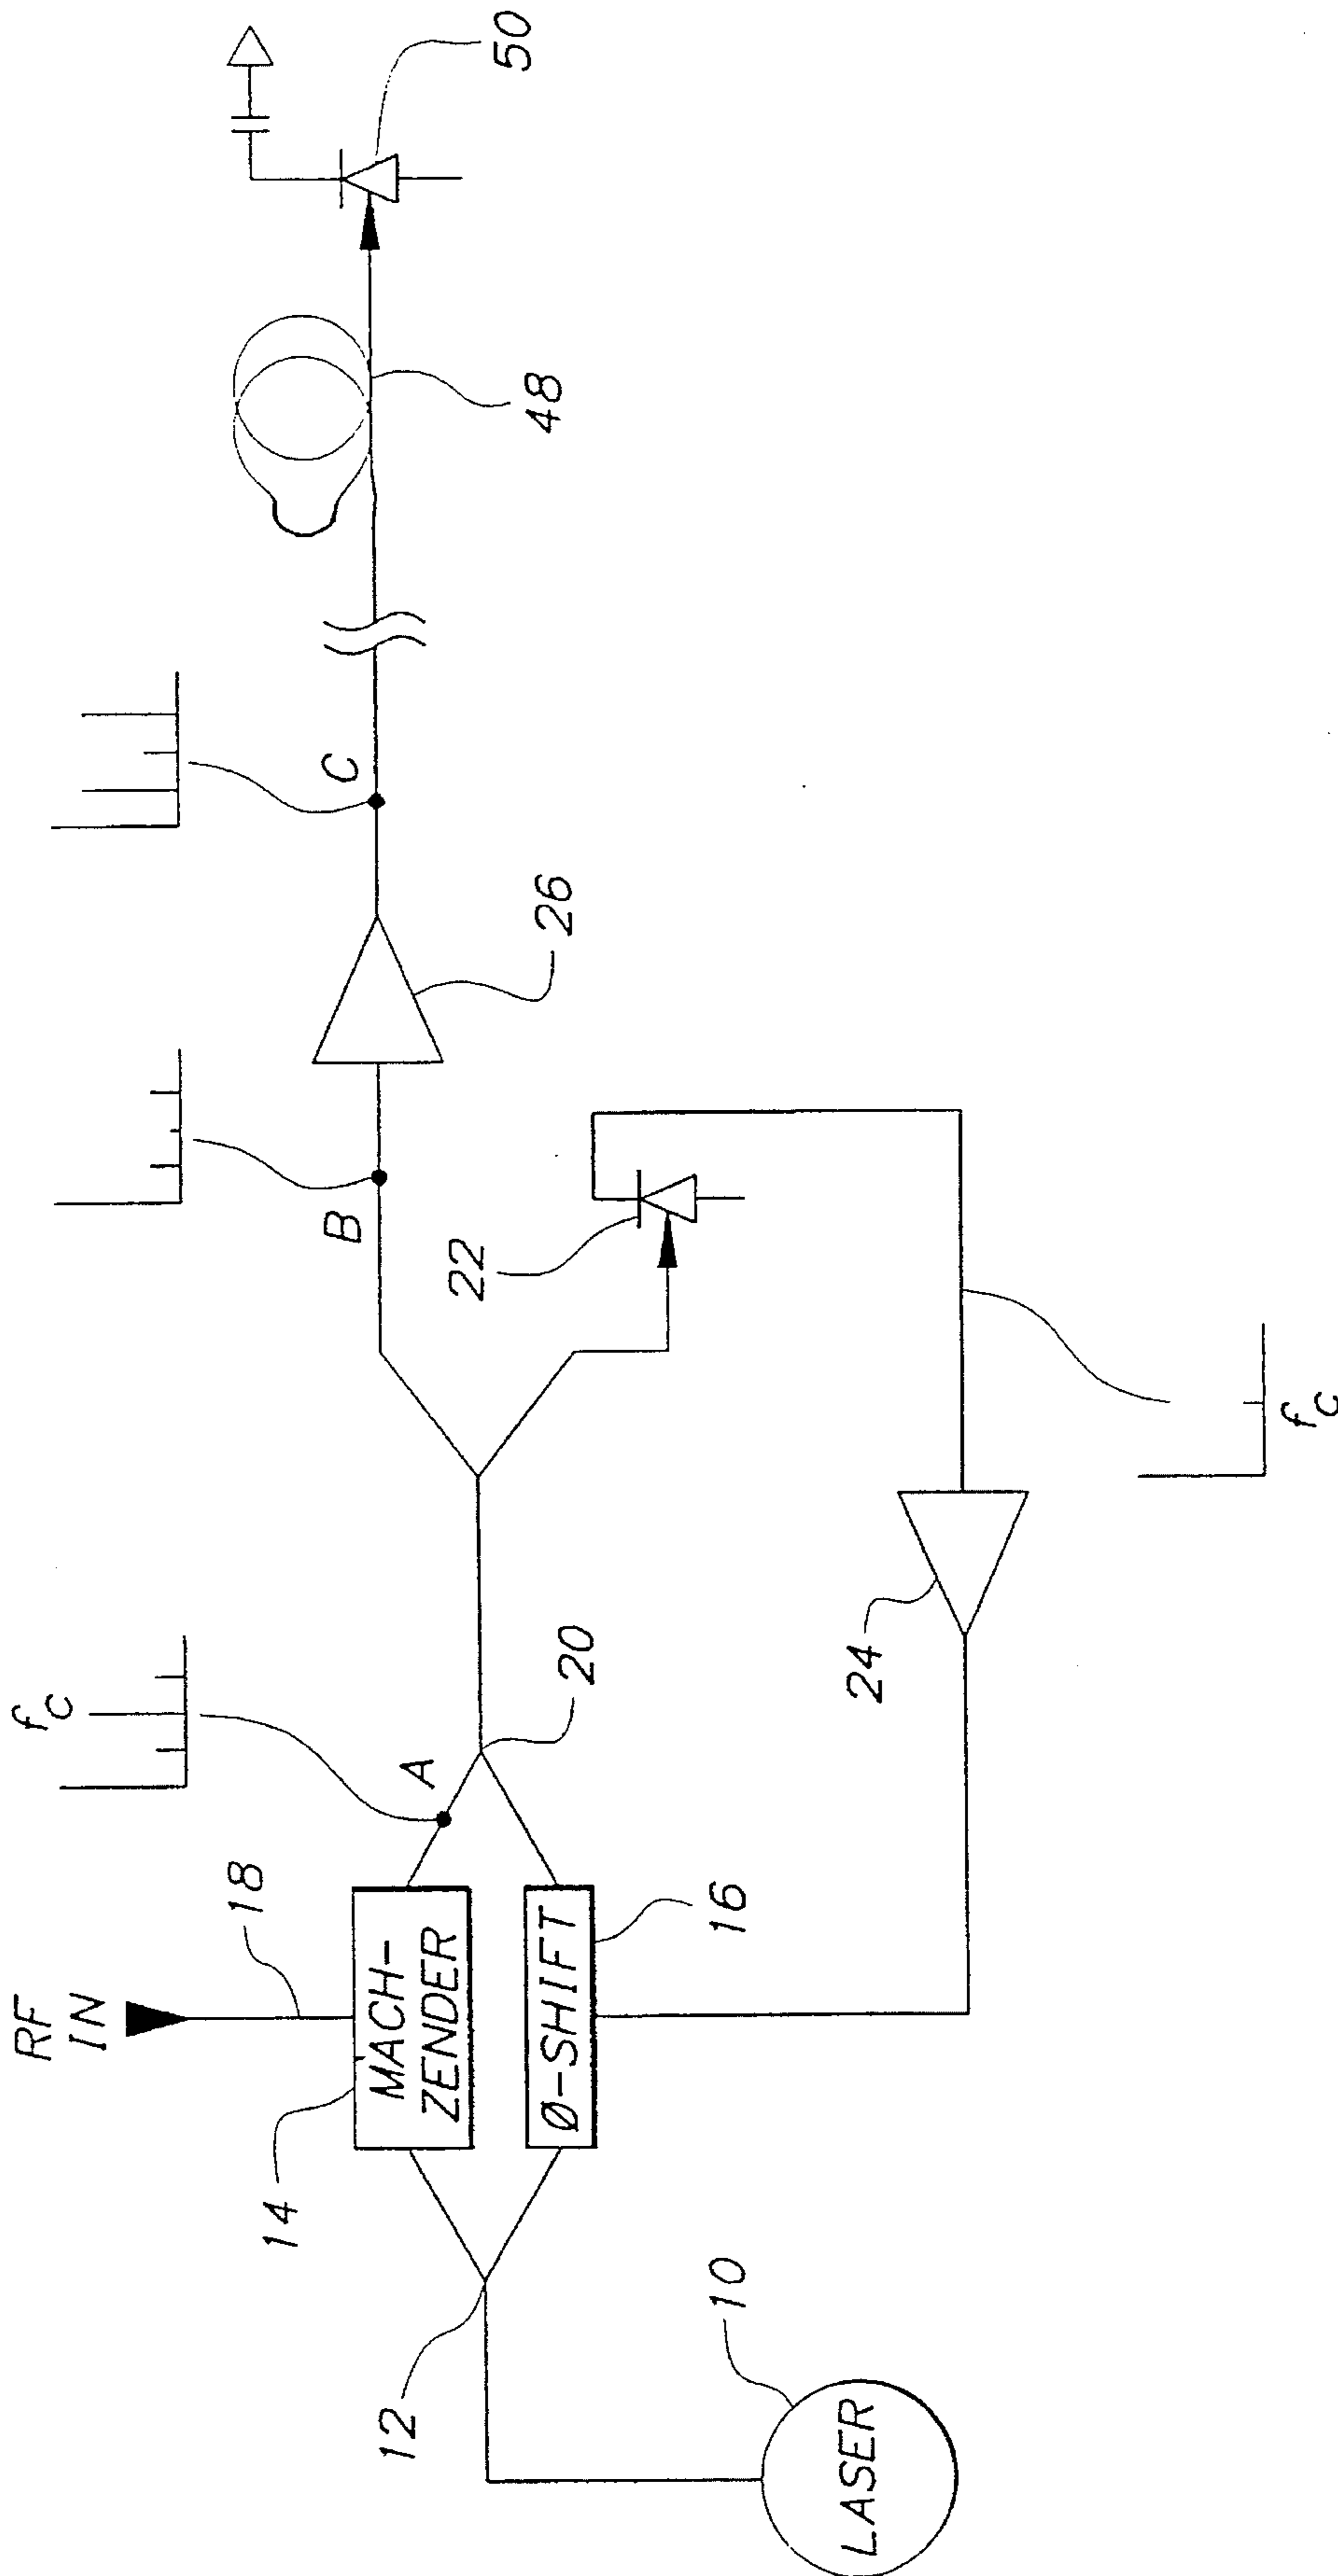 RF
IN
18
14
MACH-
ZENDER
Ø-SHIFT
16
12
10
LASER
f
c
A
20
B
22
24
f
c
26
C
48
50